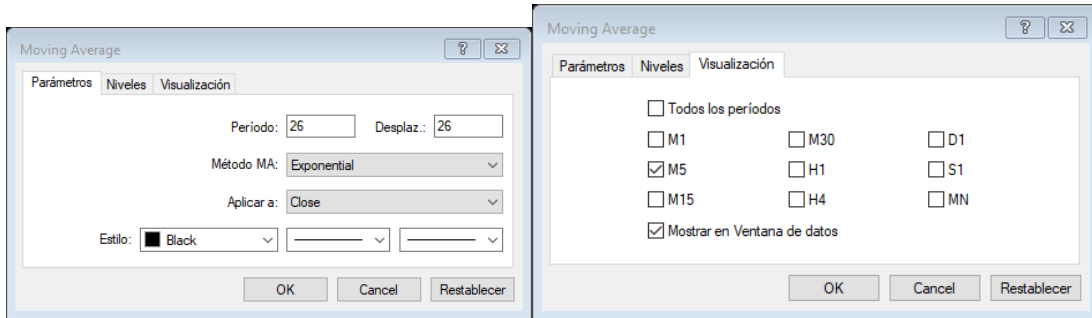 Moving Average
Parámetros Niveles Visualización
Período: 26 Desplaz.: 26
Método MA: Exponential
Aplicar a: Close
Estilo: Black
OK Cancel Restablecer
Moving Average
Parámetros Niveles Visualización
Todos los períodos
M1 M30 D1
M5 H1 S1
M15 H4 MN
Mostrar en Ventana de datos
OK Cancel Restablecer